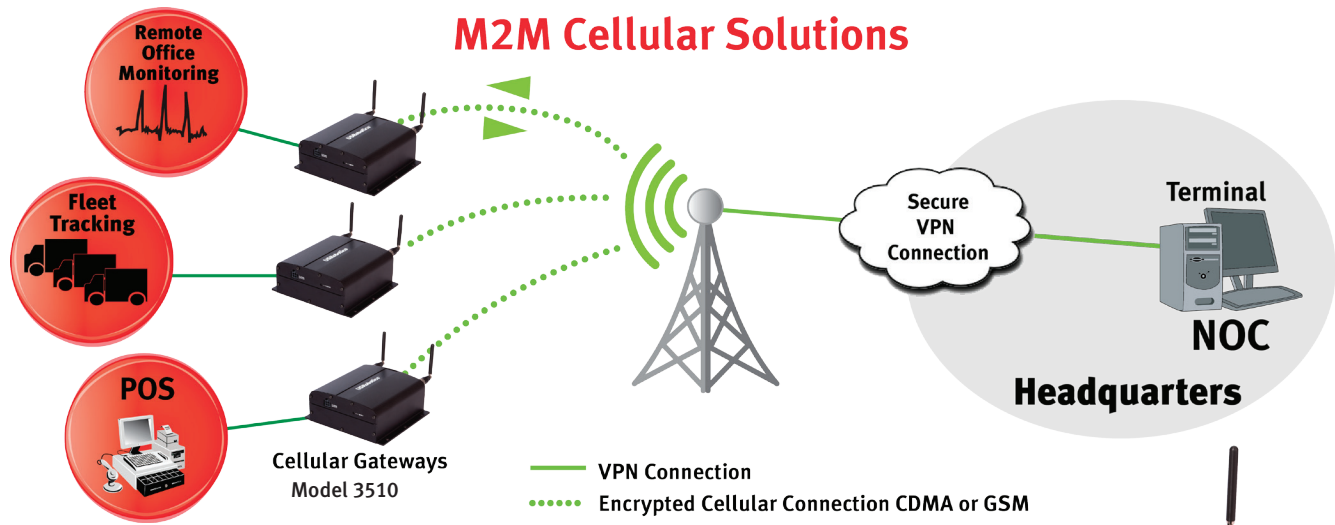 M2M Cellular Solutions
Remote
Office
Monitoring
Fleet
Tracking
POS
Cellular Gateways
Model 3510
Secure
VPN
Connection
Terminal
NOC
Headquarters
VPN Connection
Encrypted Cellular Connection CDMA or GSM